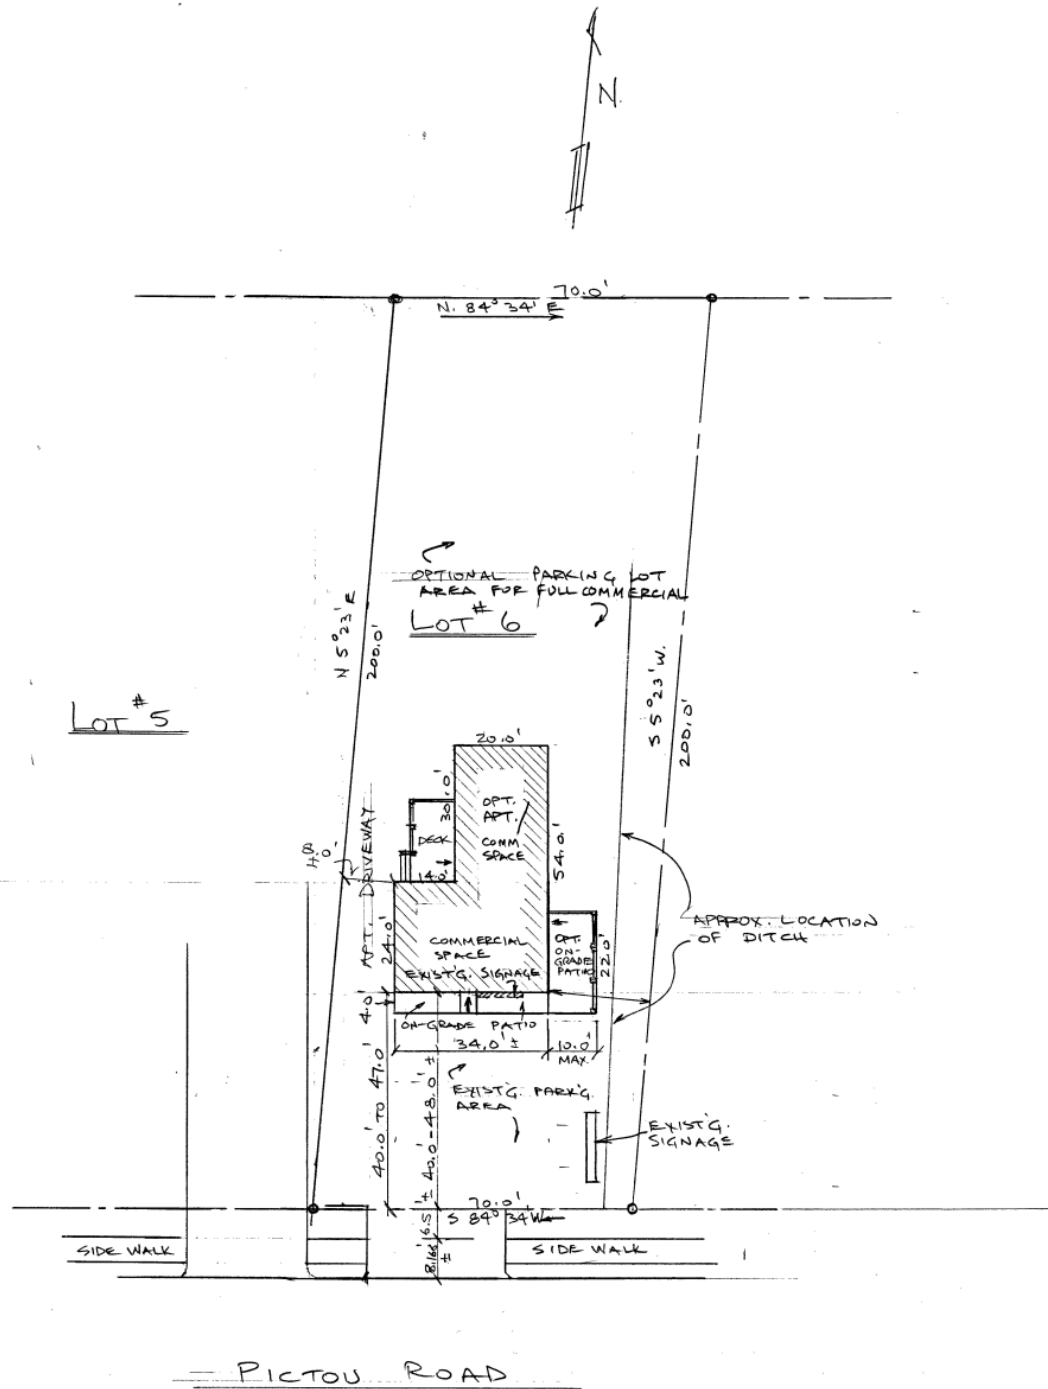 N.
70.0'
N. 84° 34' E
OPTIONAL PARKING LOT
AREA FOR FULL COMMERCIAL
LOT # 6
N 5° 23' E
200.0'
S 5° 23' W.
200.0'
LOT # 5
20.0'
30.0'
OPT.
APT.
COMM
SPACE
DECK
54.0'
14.0'
APT. DRIVEWAY
24.0'
COMMERCIAL
SPACE
EXIST'G. SIGNAGE
OPT.
ON-
GRADE
PATIO
22.0'
APPROX. LOCATION
OF DITCH
4.0'
ON-GRADE PATIO
34.0' ±
10.0'
MAX.
EXIST'G. PARK'G.
AREA
40.0' TO 47.0'
40.0'-48.0' ±
EXIST'G.
SIGNAGE
70.0'
S 84° 34' W
6.5' ±
SIDE WALK
SIDE WALK
PICTOU ROAD